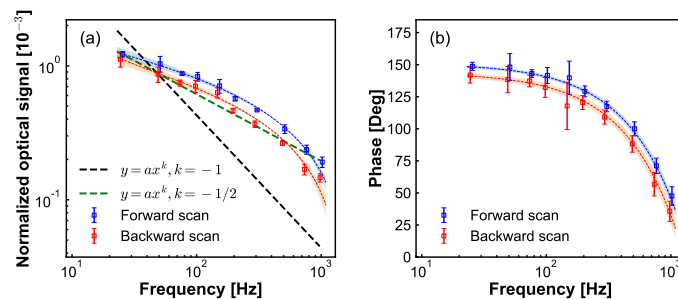 (a)
Normalized optical signal [10⁻³]
10⁰
10⁻¹
y = axᵏ, k = −1
y = axᵏ, k = −1/2
Forward scan
Backward scan
10¹
10²
10³
Frequency [Hz]
(b)
Phase [Deg]
175
150
125
100
75
50
25
0
Forward scan
Backward scan
10¹
10²
10³
Frequency [Hz]